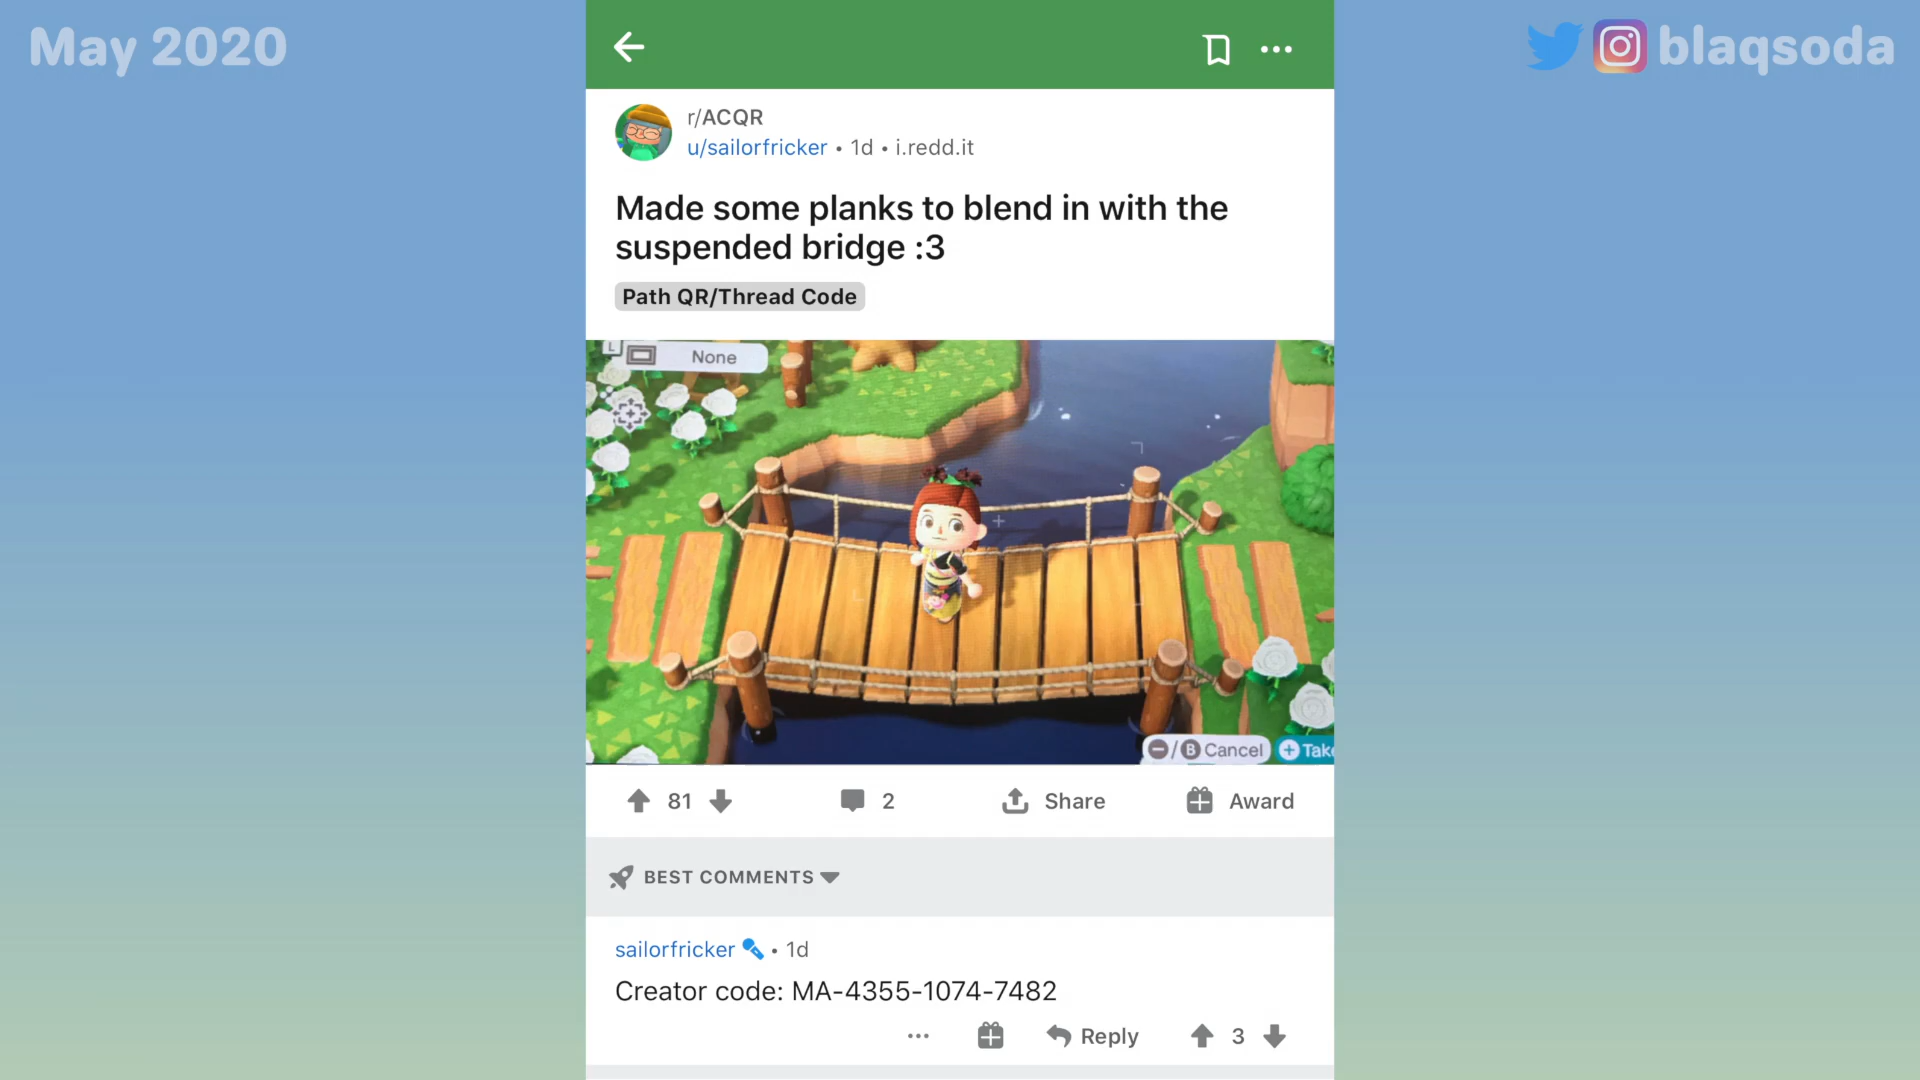 May 2020
blaqsoda
r/ACQR
u/sailorfricker • 1d • i.redd.it
Made some planks to blend in with the
suspended bridge :3
Path QR/Thread Code
L None
-/B Cancel + Take
81 2 Share Award
BEST COMMENTS
sailorfricker • 1d
Creator code: MA-4355-1074-7482
Reply 3